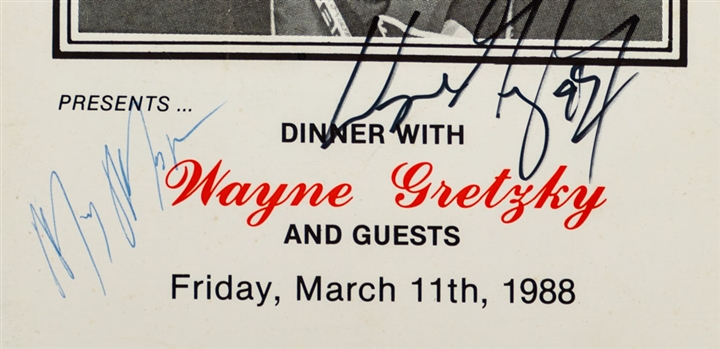 PRESENTS ...
DINNER WITH
Wayne Gretzky
AND GUESTS
Friday, March 11th, 1988